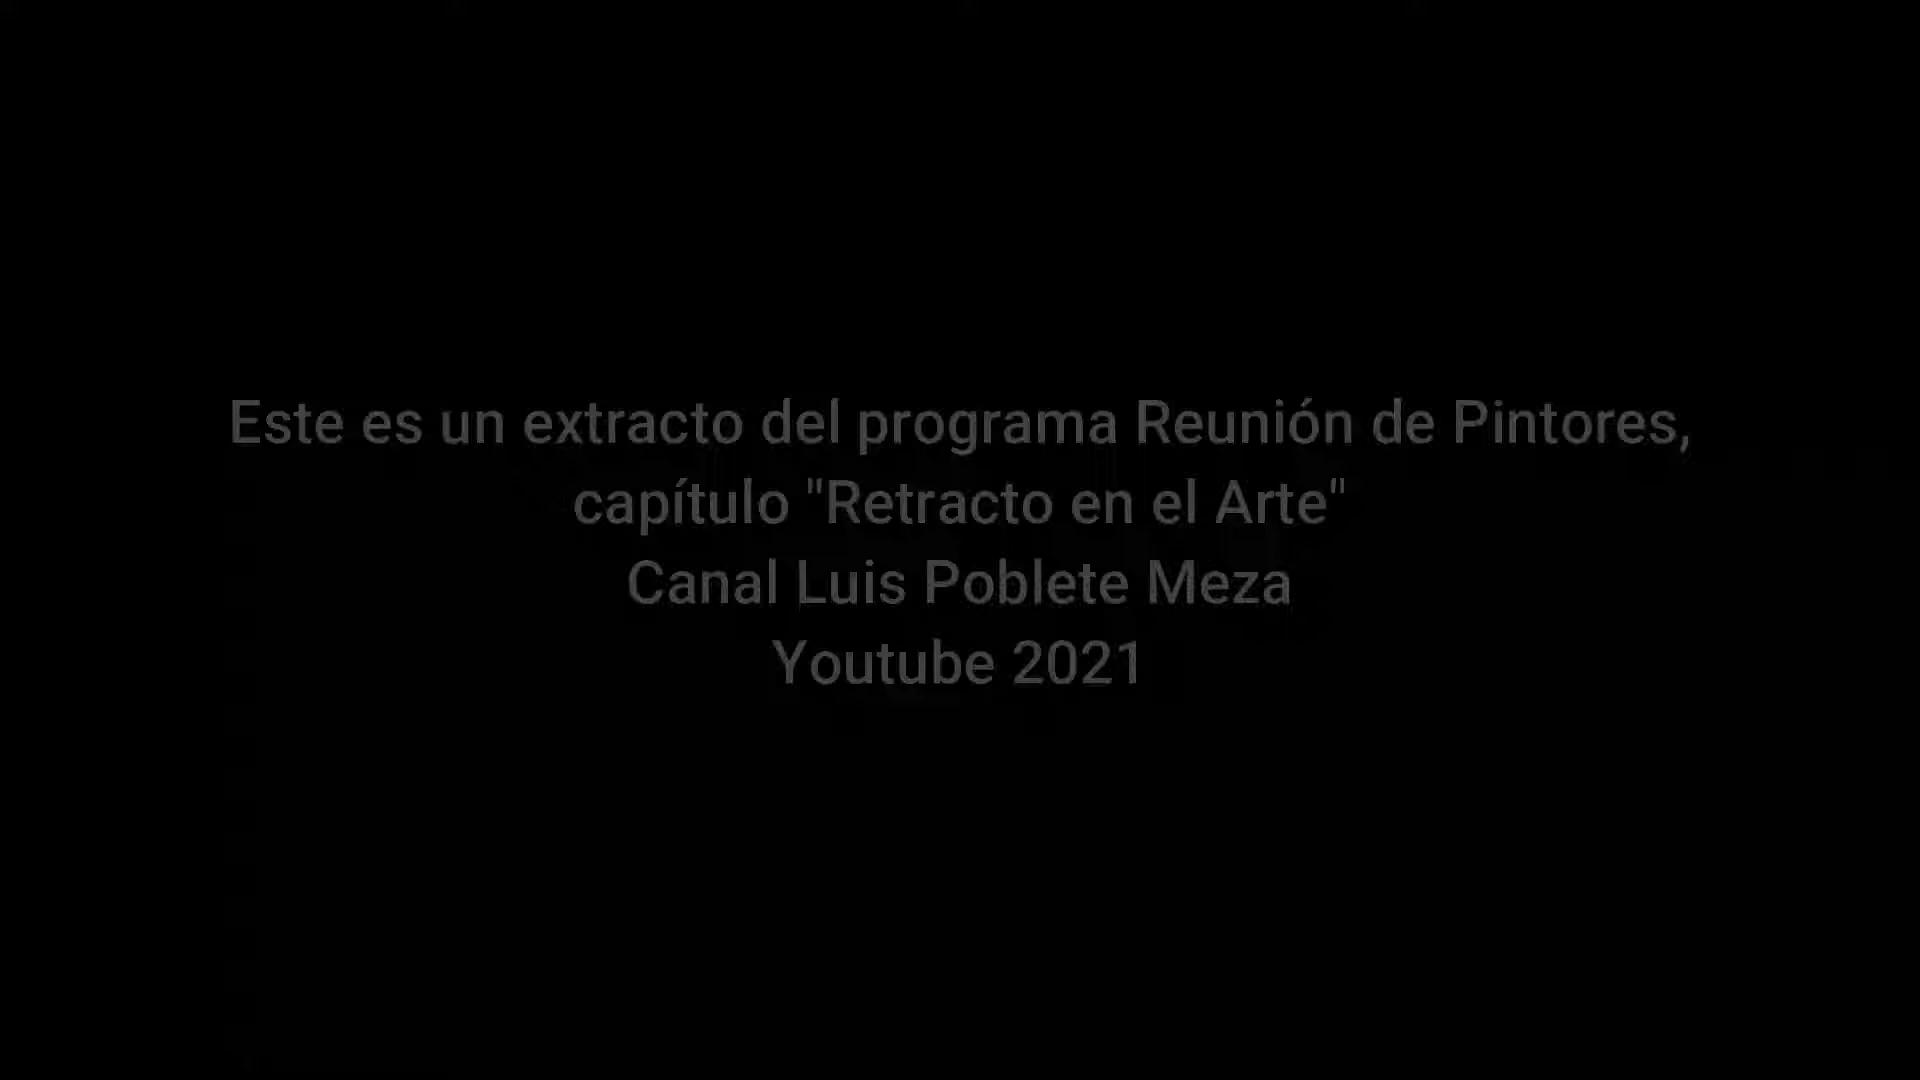 Este es un extracto del programa Reunión de Pintores,
capítulo "Retracto en el Arte"
Canal Luis Poblete Meza
Youtube 2021